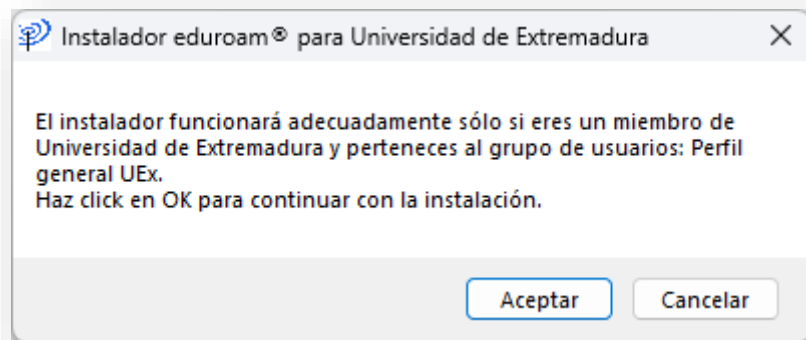 Instalador eduroam® para Universidad de Extremadura
El instalador funcionará adecuadamente sólo si eres un miembro de
Universidad de Extremadura y perteneces al grupo de usuarios: Perfil
general UEx.
Haz click en OK para continuar con la instalación.
Aceptar Cancelar